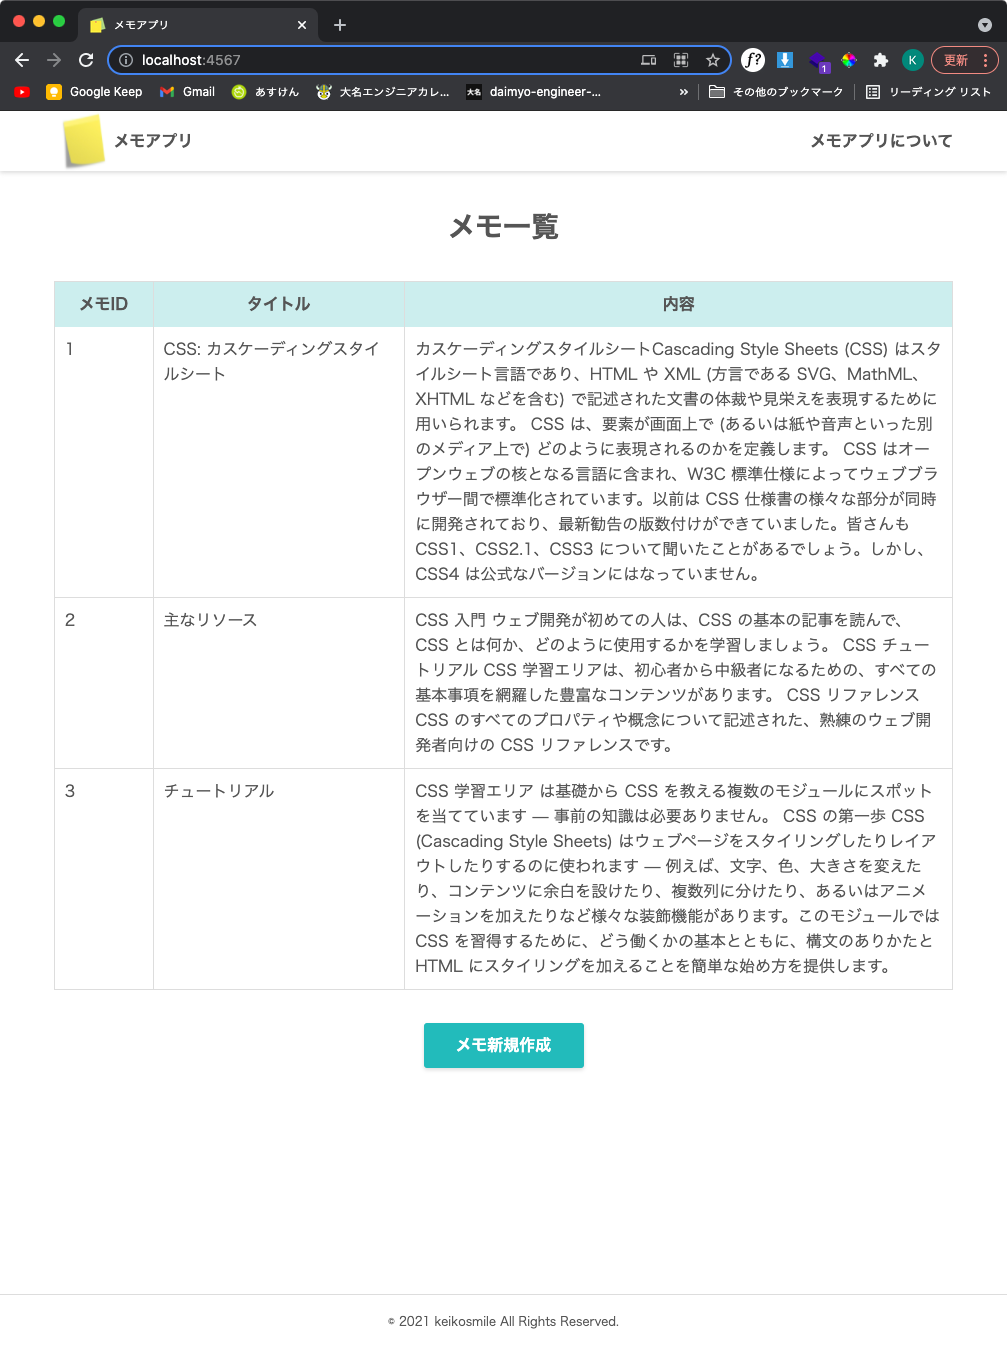 メモアプリ
localhost:4567
f?
1
K
更新
Google Keep
Gmail
あすけん
大名エンジニアカレ...
大名
daimyo-engineer-...
»
その他のブックマーク
リーディング リスト
メモアプリ
メモアプリについて
メモ一覧
メモID
タイトル
内容
1
CSS: カスケーディングスタイ
ルシート
カスケーディングスタイルシートCascading Style Sheets (CSS) はスタ
イルシート言語であり、HTML や XML (方言である SVG、MathML、
XHTML などを含む) で記述された文書の体裁や見栄えを表現するために
用いられます。 CSS は、要素が画面上で (あるいは紙や音声といった別
のメディア上で) どのように表現されるのかを定義します。 CSS はオー
プンウェブの核となる言語に含まれ、W3C 標準仕様によってウェブブラ
ウザー間で標準化されています。以前は CSS 仕様書の様々な部分が同時
に開発されており、最新勧告の版数付けができていました。皆さんも
CSS1、CSS2.1、CSS3 について聞いたことがあるでしょう。しかし、
CSS4 は公式なバージョンにはなっていません。
2
主なリソース
CSS 入門 ウェブ開発が初めての人は、CSS の基本の記事を読んで、
CSS とは何か、どのように使用するかを学習しましょう。 CSS チュー
トリアル CSS 学習エリアは、初心者から中級者になるための、すべての
基本事項を網羅した豊富なコンテンツがあります。 CSS リファレンス
CSS のすべてのプロパティや概念について記述された、熟練のウェブ開
発者向けの CSS リファレンスです。
3
チュートリアル
CSS 学習エリア は基礎から CSS を教える複数のモジュールにスポット
を当てています — 事前の知識は必要ありません。 CSS の第一歩 CSS
(Cascading Style Sheets) はウェブページをスタイリングしたりレイア
ウトしたりするのに使われます — 例えば、文字、色、大きさを変えた
り、コンテンツに余白を設けたり、複数列に分けたり、あるいはアニメ
ーションを加えたりなど様々な装飾機能があります。このモジュールでは
CSS を習得するために、どう働くかの基本とともに、構文のありかたと
HTML にスタイリングを加えることを簡単な始め方を提供します。
メモ新規作成
© 2021 keikosmile All Rights Reserved.